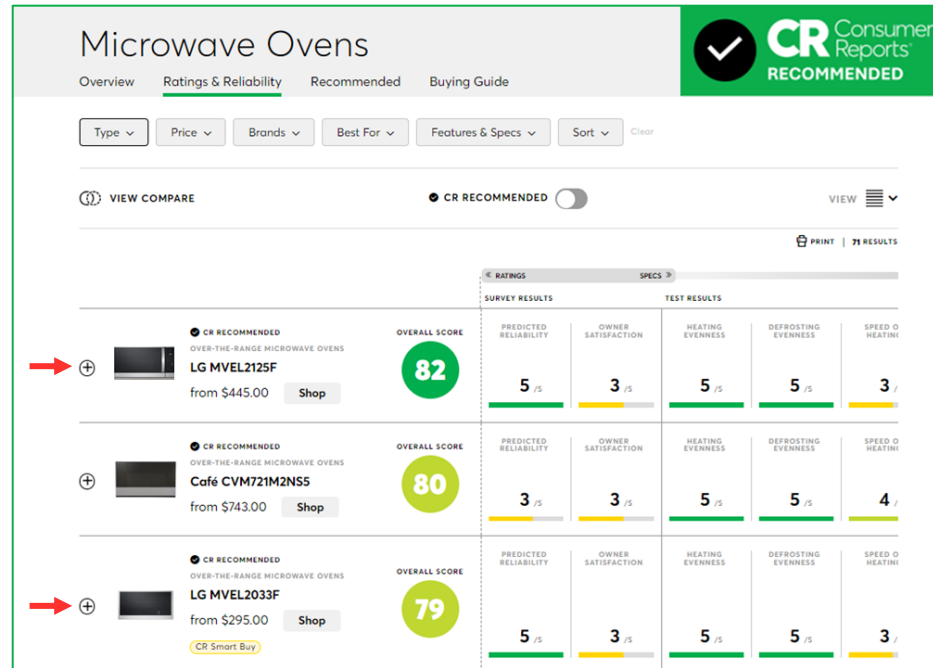 Microwave Ovens
CR Consumer Reports
RECOMMENDED
Overview Ratings & Reliability Recommended Buying Guide
Type Price Brands Best For Features & Specs Sort Clear
VIEW COMPARE CR RECOMMENDED VIEW
PRINT | 71 RESULTS
« RATINGS SPECS »
SURVEY RESULTS TEST RESULTS
CR RECOMMENDED
OVER-THE-RANGE MICROWAVE OVENS
LG MVEL2125F
from $445.00 Shop
OVERALL SCORE
82
PREDICTED RELIABILITY
5 /5
OWNER SATISFACTION
3 /5
HEATING EVENNESS
5 /5
DEFROSTING EVENNESS
5 /5
SPEED O
HEATIN
3 /
CR RECOMMENDED
OVER-THE-RANGE MICROWAVE OVENS
Café CVM721M2NS5
from $743.00 Shop
OVERALL SCORE
80
PREDICTED RELIABILITY
3 /5
OWNER SATISFACTION
3 /5
HEATING EVENNESS
5 /5
DEFROSTING EVENNESS
5 /5
SPEED O
HEATIN
4 /
CR RECOMMENDED
OVER-THE-RANGE MICROWAVE OVENS
LG MVEL2033F
from $295.00 Shop
CR Smart Buy
OVERALL SCORE
79
PREDICTED RELIABILITY
5 /5
OWNER SATISFACTION
3 /5
HEATING EVENNESS
5 /5
DEFROSTING EVENNESS
5 /5
SPEED O
HEATIN
3 /